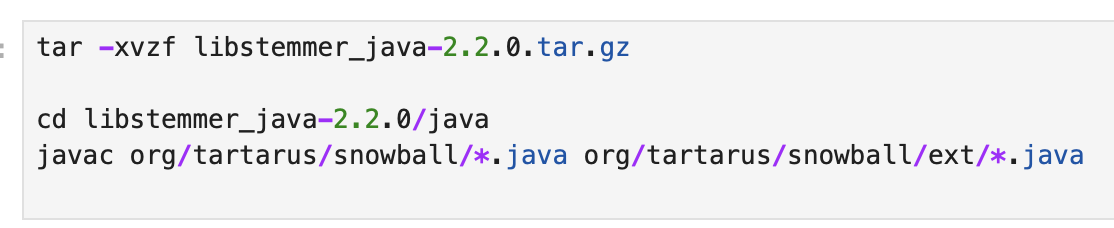 tar -xvzf libstemmer_java-2.2.0.tar.gz
cd libstemmer_java-2.2.0/java
javac org/tartarus/snowball/*.java org/tartarus/snowball/ext/*.java